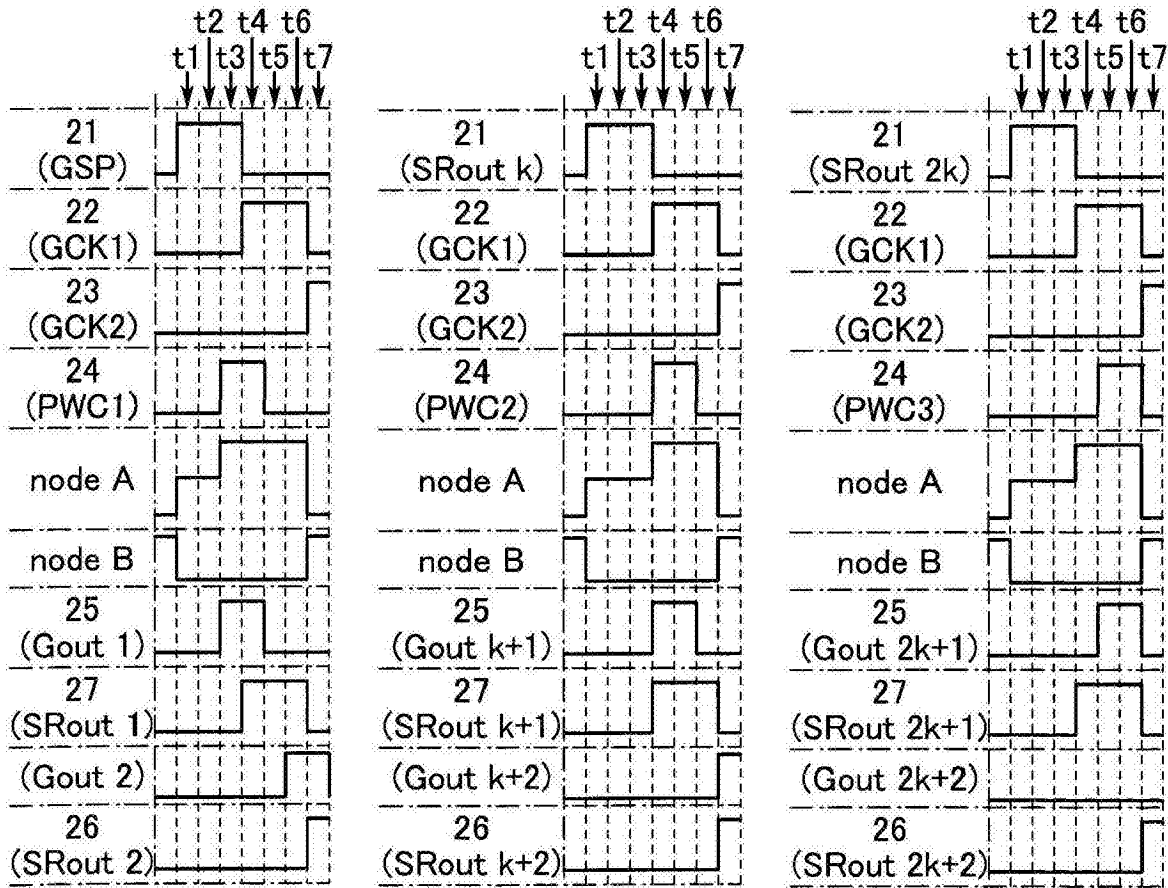 t2 t4 t6
t1 t3 t5 t7
21
(GSP)
22
(GCK1)
23
(GCK2)
24
(PWC1)
node A
node B
25
(Gout 1)
27
(SRout 1)
(Gout 2)
26
(SRout 2)
t2 t4 t6
t1 t3 t5 t7
21
(SRout k)
22
(GCK1)
23
(GCK2)
24
(PWC2)
node A
node B
25
(Gout k+1)
27
(SRout k+1)
(Gout k+2)
26
(SRout k+2)
t2 t4 t6
t1 t3 t5 t7
21
(SRout 2k)
22
(GCK1)
23
(GCK2)
24
(PWC3)
node A
node B
25
(Gout 2k+1)
27
(SRout 2k+1)
(Gout 2k+2)
26
(SRout 2k+2)